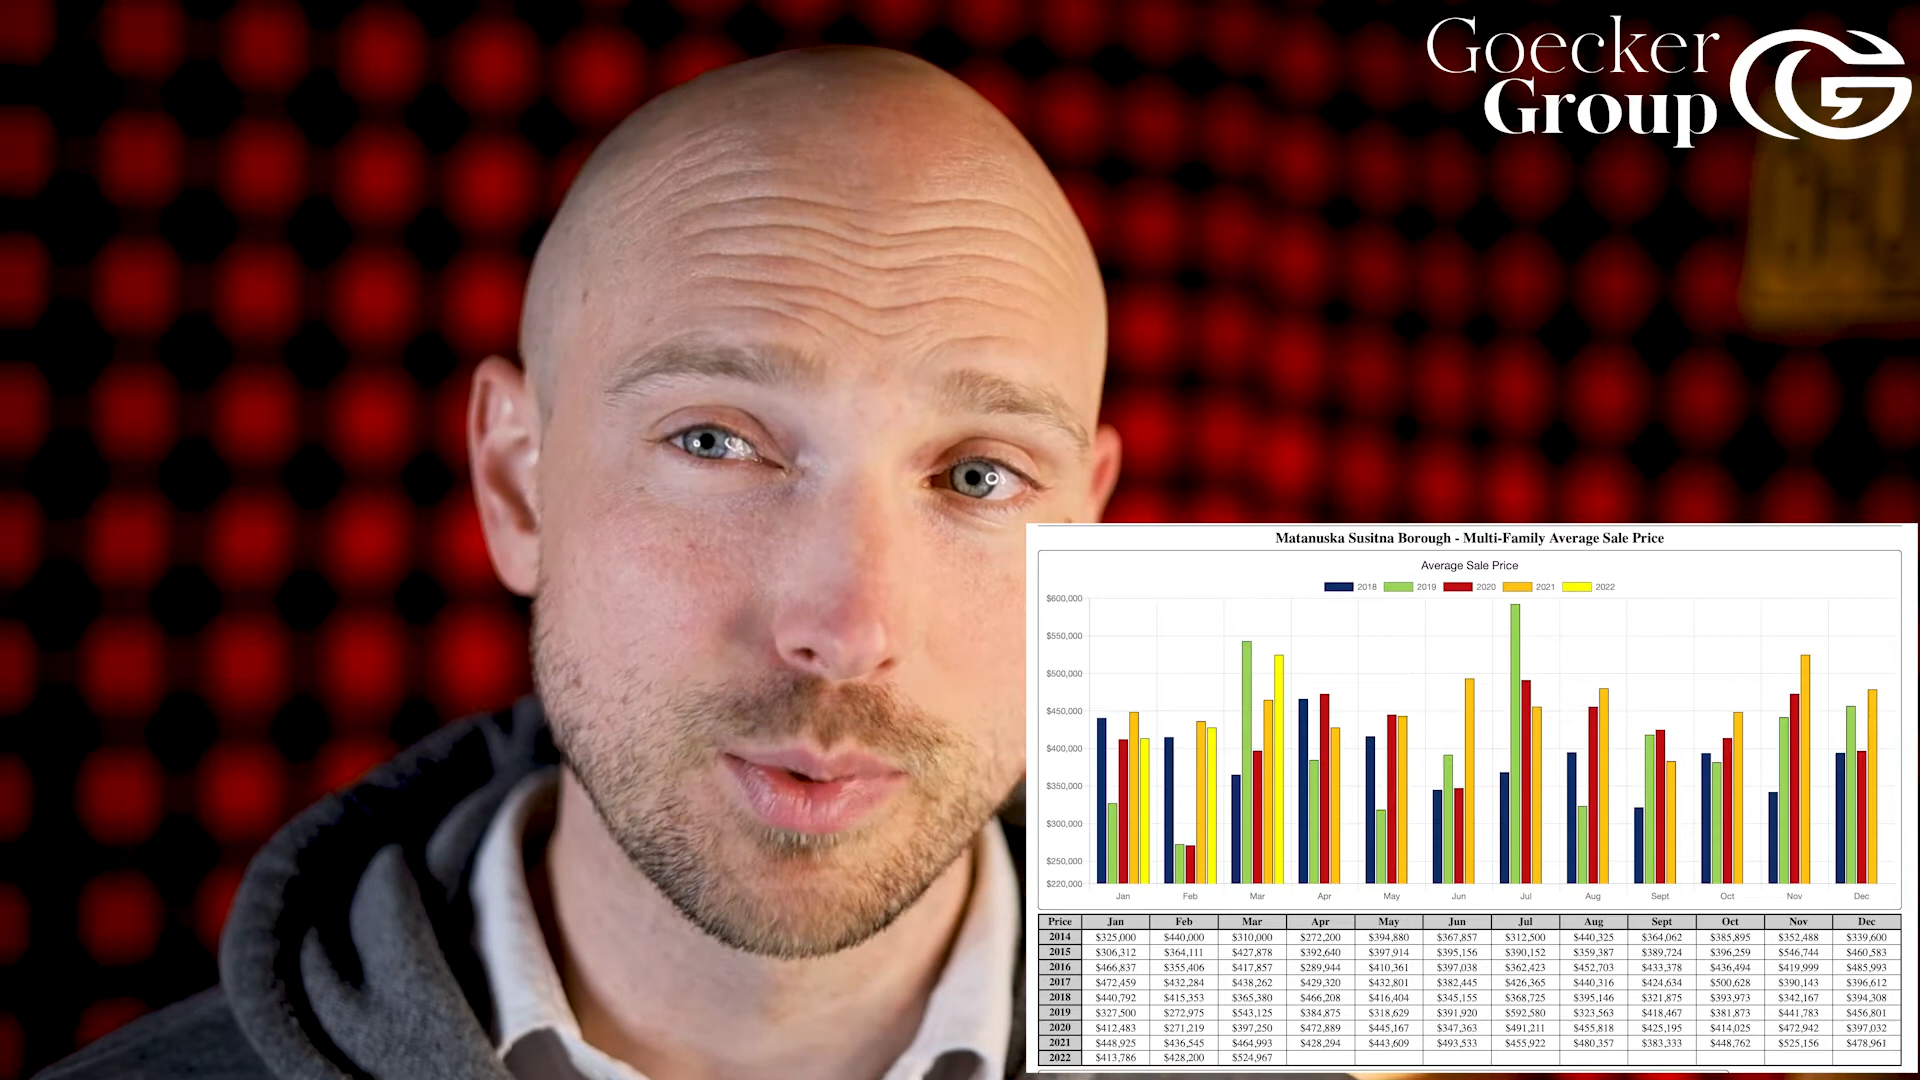 Goecker
Group
Matanuska Susitna Borough - Multi-Family Average Sale Price
Average Sale Price
2018 2019 2020 2021 2022
$600,000
$550,000
$500,000
$450,000
$400,000
$350,000
$300,000
$250,000
$220,000
Jan Feb Mar Apr May Jun Jul Aug Sept Oct Nov Dec
Price Jan Feb Mar Apr May Jun Jul Aug Sept Oct Nov Dec
2014 $325,000 $440,000 $310,000 $272,200 $394,880 $367,857 $312,500 $440,325 $364,062 $385,895 $352,488 $339,600
2015 $306,312 $364,111 $427,878 $392,640 $397,914 $395,156 $390,152 $359,387 $389,724 $396,259 $546,744 $460,583
2016 $466,837 $355,406 $417,857 $289,944 $410,361 $397,038 $362,423 $452,703 $433,378 $436,494 $419,999 $485,993
2017 $472,459 $432,284 $438,262 $429,320 $432,801 $382,445 $426,365 $440,316 $424,634 $500,628 $390,143 $396,612
2018 $440,792 $415,353 $365,380 $466,208 $416,404 $345,155 $368,725 $395,146 $321,875 $393,973 $342,167 $394,308
2019 $327,500 $272,975 $543,125 $384,875 $318,629 $391,920 $592,580 $323,563 $418,467 $381,873 $441,783 $456,801
2020 $412,483 $271,219 $397,250 $472,889 $445,167 $347,363 $491,211 $455,818 $425,195 $414,025 $472,942 $397,032
2021 $448,925 $436,545 $464,993 $428,294 $443,609 $493,533 $455,922 $480,357 $383,333 $448,762 $525,156 $478,961
2022 $413,786 $428,200 $524,967